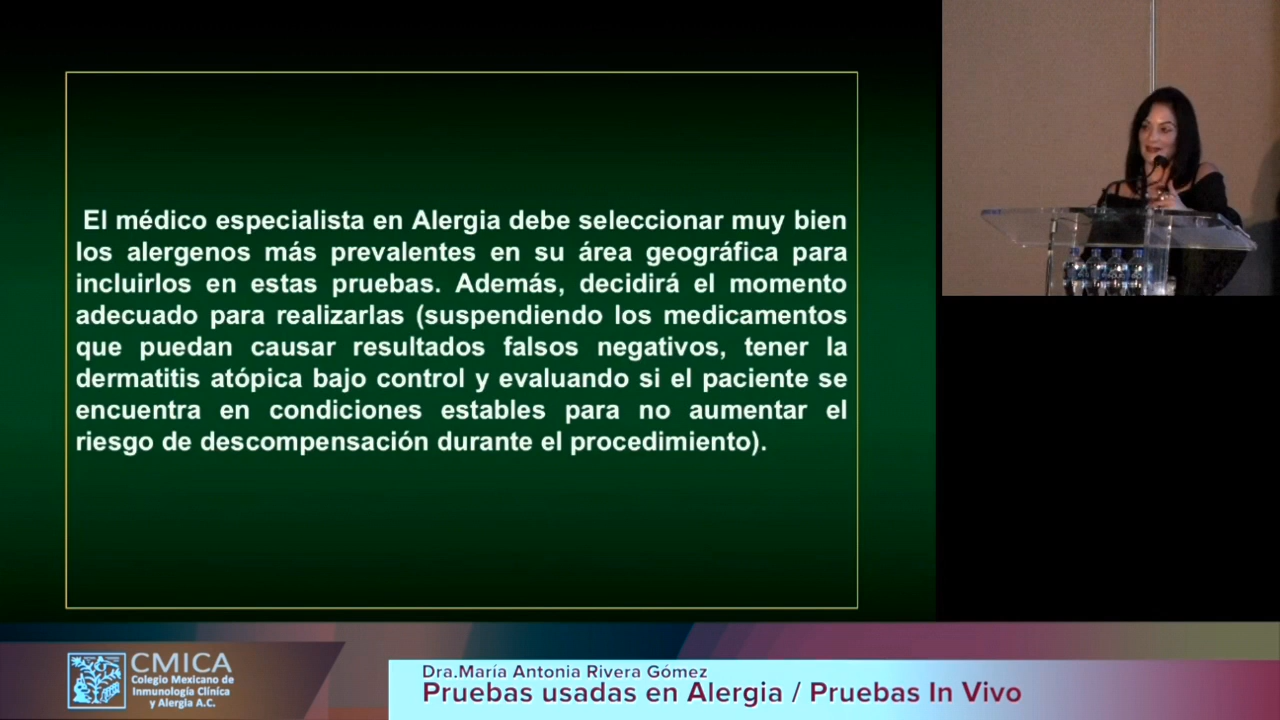 El médico especialista en Alergia debe seleccionar muy bien
los alergenos más prevalentes en su área geográfica para
incluirlos en estas pruebas. Además, decidirá el momento
adecuado para realizarlas (suspendiendo los medicamentos
que puedan causar resultados falsos negativos, tener la
dermatitis atópica bajo control y evaluando si el paciente se
encuentra en condiciones estables para no aumentar el
riesgo de descompensación durante el procedimiento).
CMICA
Colegio Mexicano de
Inmunología Clínica
y Alergia A.C.
Dra.María Antonia Rivera Gómez
Pruebas usadas en Alergia / Pruebas In Vivo